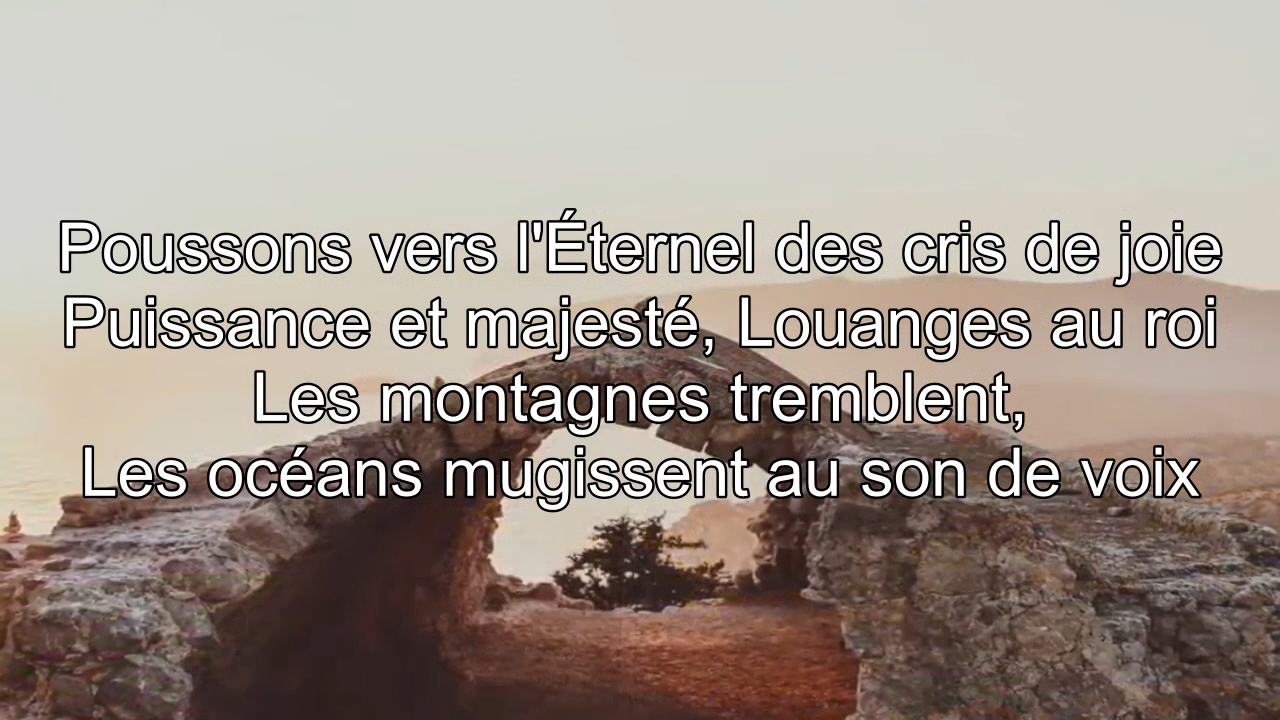 Poussons vers l'Éternel des cris de joie
Puissance et majesté, Louanges au roi
Les montagnes tremblent,
Les océans mugissent au son de voix